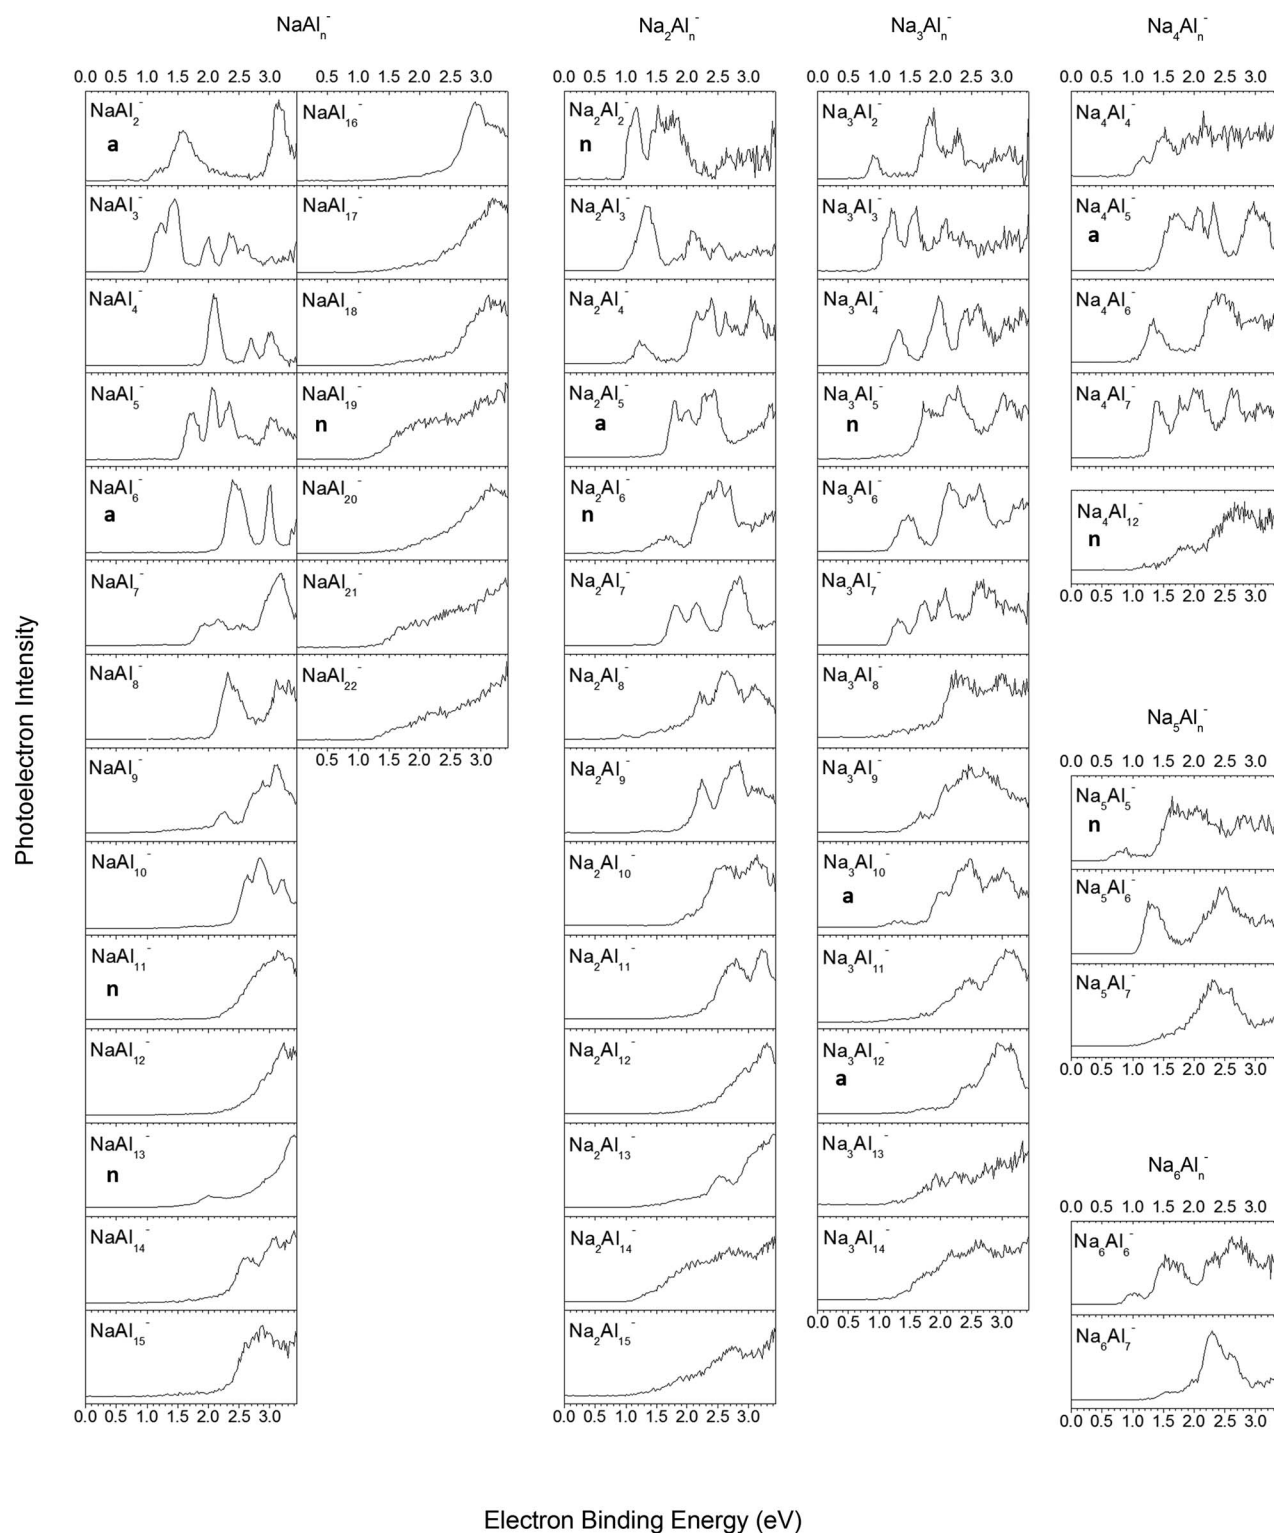 NaAlₙ⁻
Na₂Alₙ⁻
Na₃Alₙ⁻
Na₄Alₙ⁻
0.0 0.5 1.0 1.5 2.0 2.5 3.0
3.0
0.0 0.5 1.0 1.5 2.0 2.5 3.0
0.0 0.5 1.0 1.5 2.0 2.5 3.0
0.0 0.5 1.0 1.5 2.0 2.5 3.0
NaAl₂⁻
a
NaAl₃⁻
NaAl₄⁻
NaAl₅⁻
NaAl₆⁻
a
NaAl₇⁻
NaAl₈⁻
NaAl₉⁻
NaAl₁₀⁻
NaAl₁₁⁻
n
NaAl₁₂⁻
NaAl₁₃⁻
n
NaAl₁₄⁻
NaAl₁₅⁻
0.0 0.5 1.0 1.5 2.0 2.5 3.0
0.5 1.0 1.5 2.0 2.5 3.0
NaAl₁₆⁻
NaAl₁₇⁻
NaAl₁₈⁻
NaAl₁₉⁻
n
NaAl₂₀⁻
NaAl₂₁⁻
NaAl₂₂⁻
0.5 1.0 1.5 2.0 2.5 3.0
Na₂Al₂⁻
n
Na₂Al₃⁻
Na₂Al₄⁻
Na₂Al₅⁻
a
Na₂Al₆⁻
n
Na₂Al₇⁻
Na₂Al₈⁻
Na₂Al₉⁻
Na₂Al₁₀⁻
Na₂Al₁₁⁻
Na₂Al₁₂⁻
Na₂Al₁₃⁻
Na₂Al₁₄⁻
Na₂Al₁₅⁻
0.0 0.5 1.0 1.5 2.0 2.5 3.0
Na₃Al₂⁻
Na₃Al₃⁻
Na₃Al₄⁻
Na₃Al₅⁻
n
Na₃Al₆⁻
Na₃Al₇⁻
Na₃Al₈⁻
Na₃Al₉⁻
Na₃Al₁₀⁻
a
Na₃Al₁₁⁻
Na₃Al₁₂⁻
a
Na₃Al₁₃⁻
Na₃Al₁₄⁻
0.0 0.5 1.0 1.5 2.0 2.5 3.0
Na₄Al₄⁻
Na₄Al₅⁻
a
Na₄Al₆⁻
Na₄Al₇⁻
Na₄Al₁₂⁻
n
0.0 0.5 1.0 1.5 2.0 2.5 3.0
Na₅Alₙ⁻
0.0 0.5 1.0 1.5 2.0 2.5 3.0
Na₅Al₅⁻
n
Na₅Al₆⁻
Na₅Al₇⁻
0.0 0.5 1.0 1.5 2.0 2.5 3.0
Na₆Alₙ⁻
0.0 0.5 1.0 1.5 2.0 2.5 3.0
Na₆Al₆⁻
Na₆Al₇⁻
0.0 0.5 1.0 1.5 2.0 2.5 3.0
Photoelectron Intensity
Electron Binding Energy (eV)